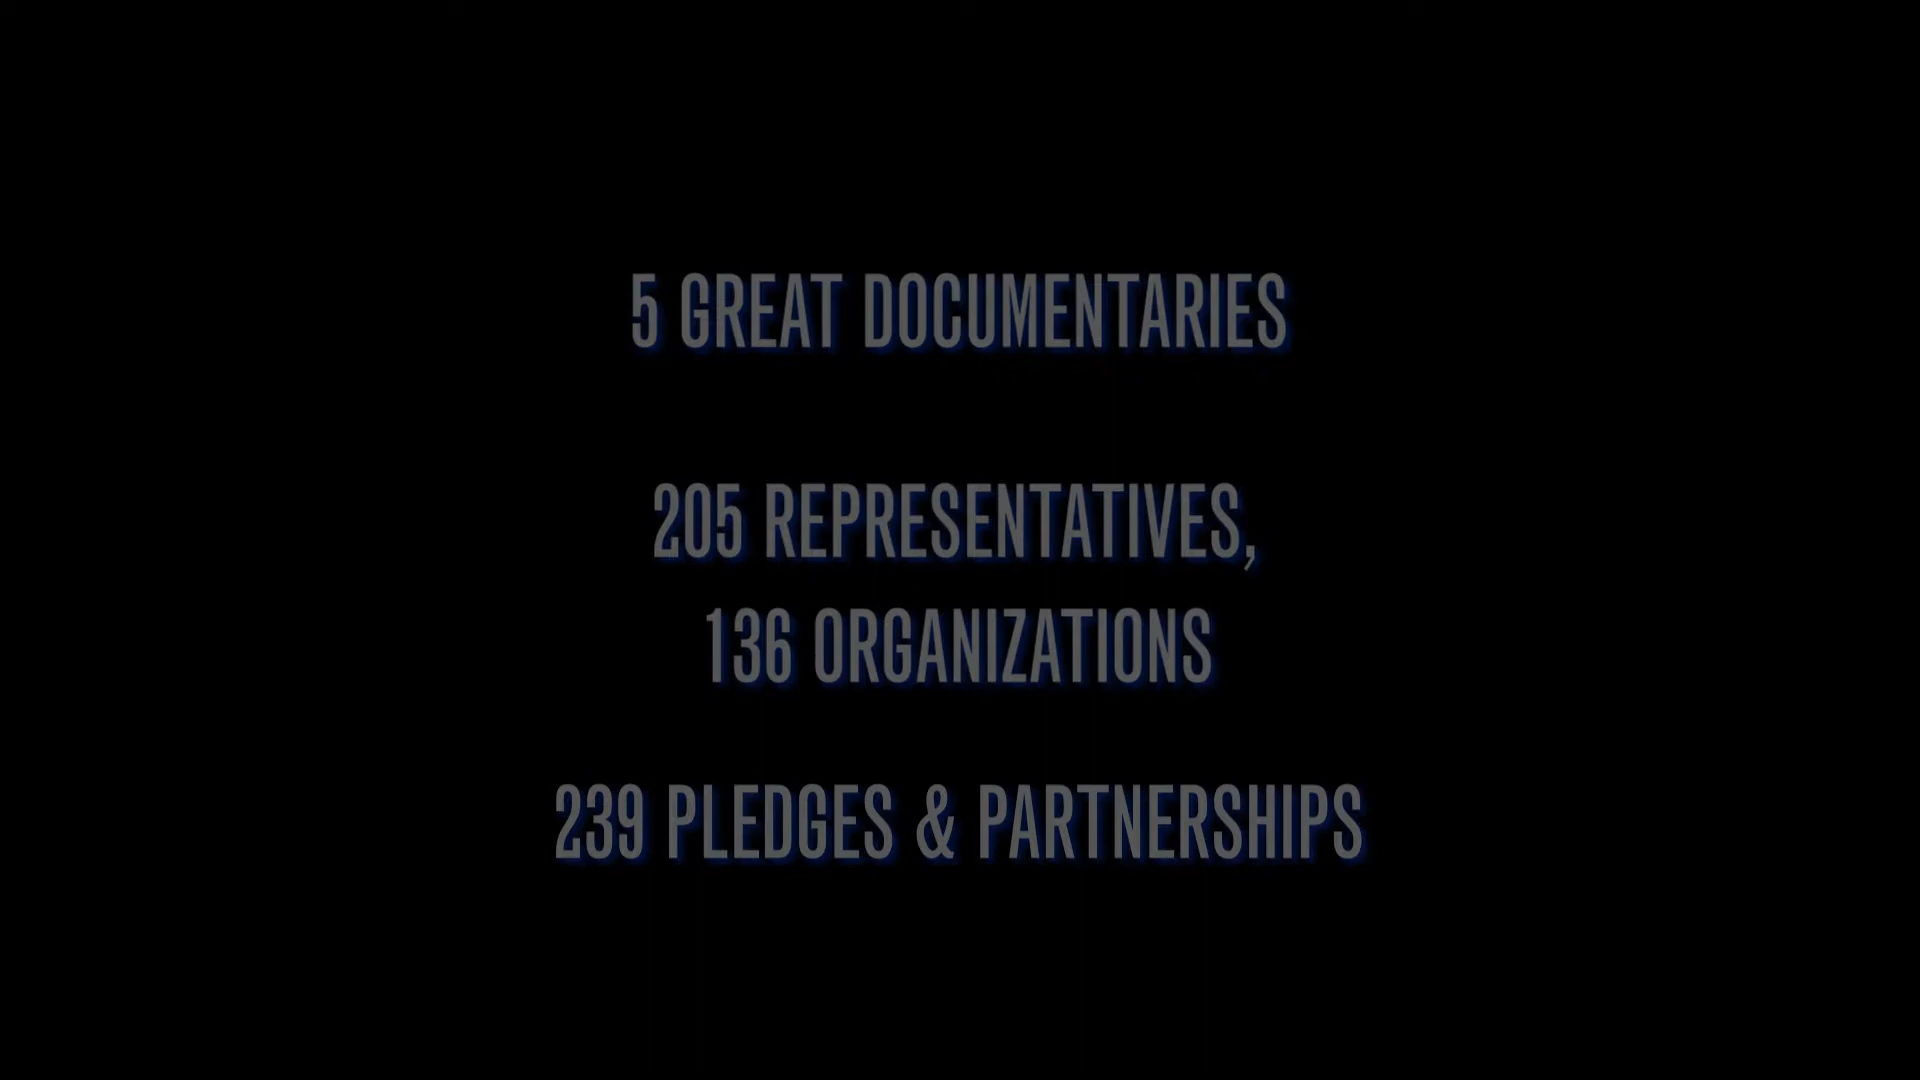 5 GREAT DOCUMENTARIES
205 REPRESENTATIVES,
136 ORGANIZATIONS
239 PLEDGES & PARTNERSHIPS